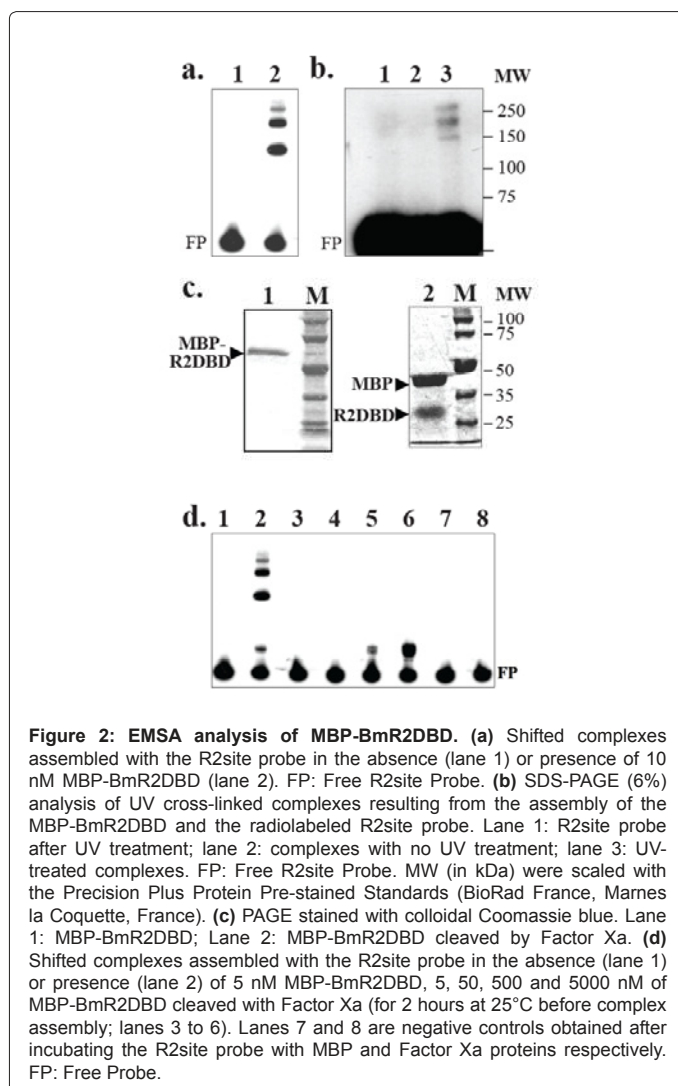 a. 1 2 b. 1 2 3 MW
250
150
100
75
FP FP
c. 1 M 2 M MW
MBP-
R2DBD
MBP
R2DBD
100
75
50
35
25
d. 1 2 3 4 5 6 7 8
FP
Figure 2: EMSA analysis of MBP-BmR2DBD. (a) Shifted complexes
assembled with the R2site probe in the absence (lane 1) or presence of 10
nM MBP-BmR2DBD (lane 2). FP: Free R2site Probe. (b) SDS-PAGE (6%)
analysis of UV cross-linked complexes resulting from the assembly of the
MBP-BmR2DBD and the radiolabeled R2site probe. Lane 1: R2site probe
after UV treatment; lane 2: complexes with no UV treatment; lane 3: UV-
treated complexes. FP: Free R2site Probe. MW (in kDa) were scaled with
the Precision Plus Protein Pre-stained Standards (BioRad France, Marnes
la Coquette, France). (c) PAGE stained with colloidal Coomassie blue. Lane
1: MBP-BmR2DBD; Lane 2: MBP-BmR2DBD cleaved by Factor Xa. (d)
Shifted complexes assembled with the R2site probe in the absence (lane 1)
or presence (lane 2) of 5 nM MBP-BmR2DBD, 5, 50, 500 and 5000 nM of
MBP-BmR2DBD cleaved with Factor Xa (for 2 hours at 25°C before complex
assembly; lanes 3 to 6). Lanes 7 and 8 are negative controls obtained after
incubating the R2site probe with MBP and Factor Xa proteins respectively.
FP: Free Probe.